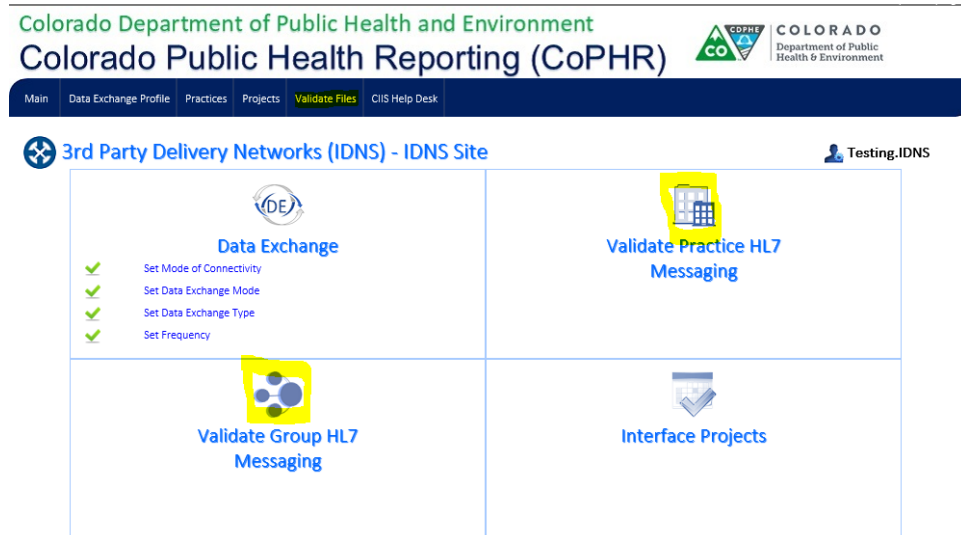 Colorado Department of Public Health and Environment
Colorado Public Health Reporting (CoPHR)
CDPHE
CO
COLORADO
Department of Public
Health & Environment
Main Data Exchange Profile Practices Projects Validate Files CIIS Help Desk
3rd Party Delivery Networks (IDNS) - IDNS Site
Testing.IDNS
DE
Data Exchange
Set Mode of Connectivity
Set Data Exchange Mode
Set Data Exchange Type
Set Frequency
Validate Practice HL7
Messaging
Validate Group HL7
Messaging
Interface Projects